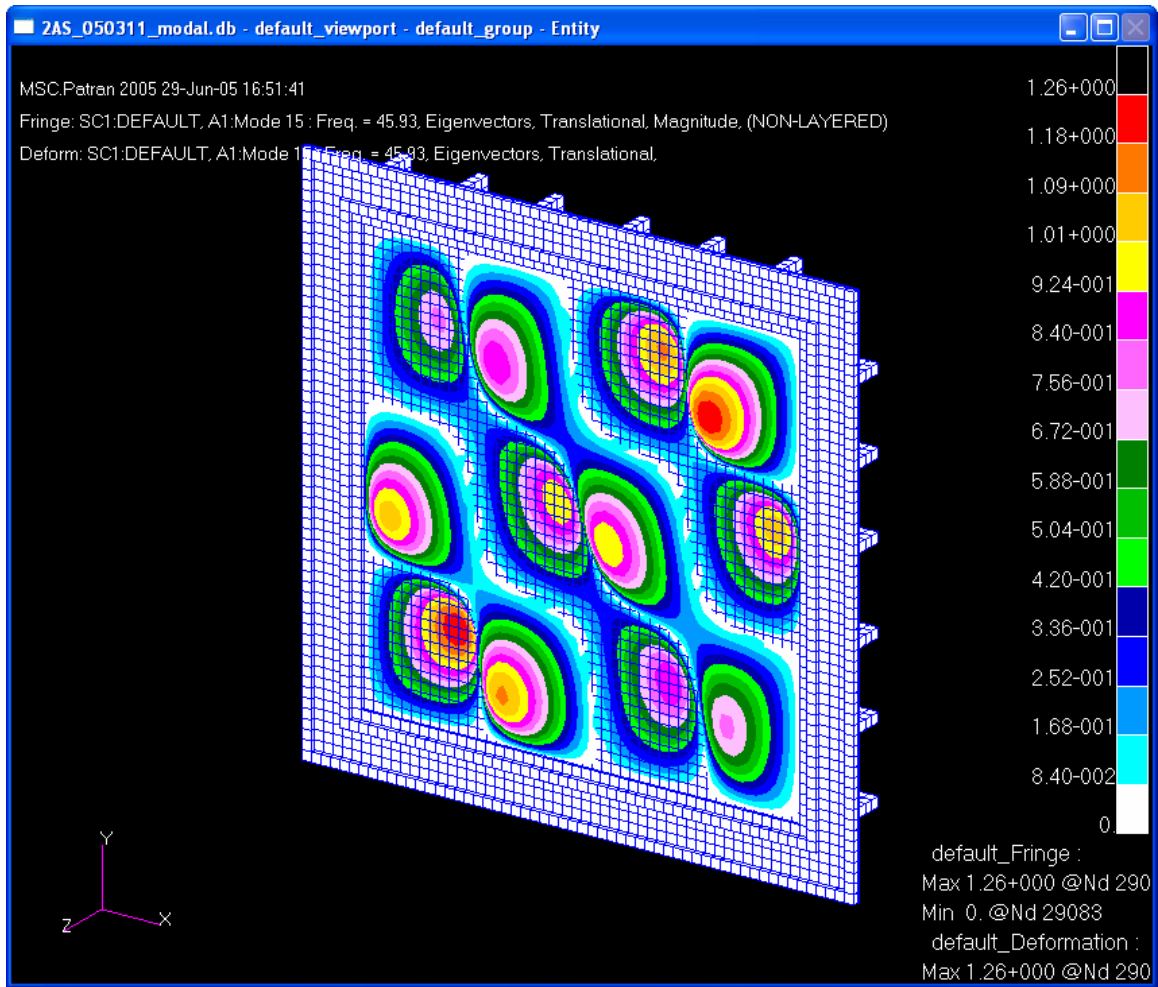 2AS_050311_modal.db - default_viewport - default_group - Entity
MSC.Patran 2005 29-Jun-05 16:51:41
Fringe: SC1:DEFAULT, A1:Mode 15 : Freq. = 45.93, Eigenvectors, Translational, Magnitude, (NON-LAYERED)
Deform: SC1:DEFAULT, A1:Mode 1 Freq. = 45.93, Eigenvectors, Translational,
1.26+000
1.18+000
1.09+000
1.01+000
9.24-001
8.40-001
7.56-001
6.72-001
5.88-001
5.04-001
4.20-001
3.36-001
2.52-001
1.68-001
8.40-002
0.
default_Fringe :
Max 1.26+000 @Nd 290
Min 0. @Nd 29083
default_Deformation :
Max 1.26+000 @Nd 290
Y
Z
X